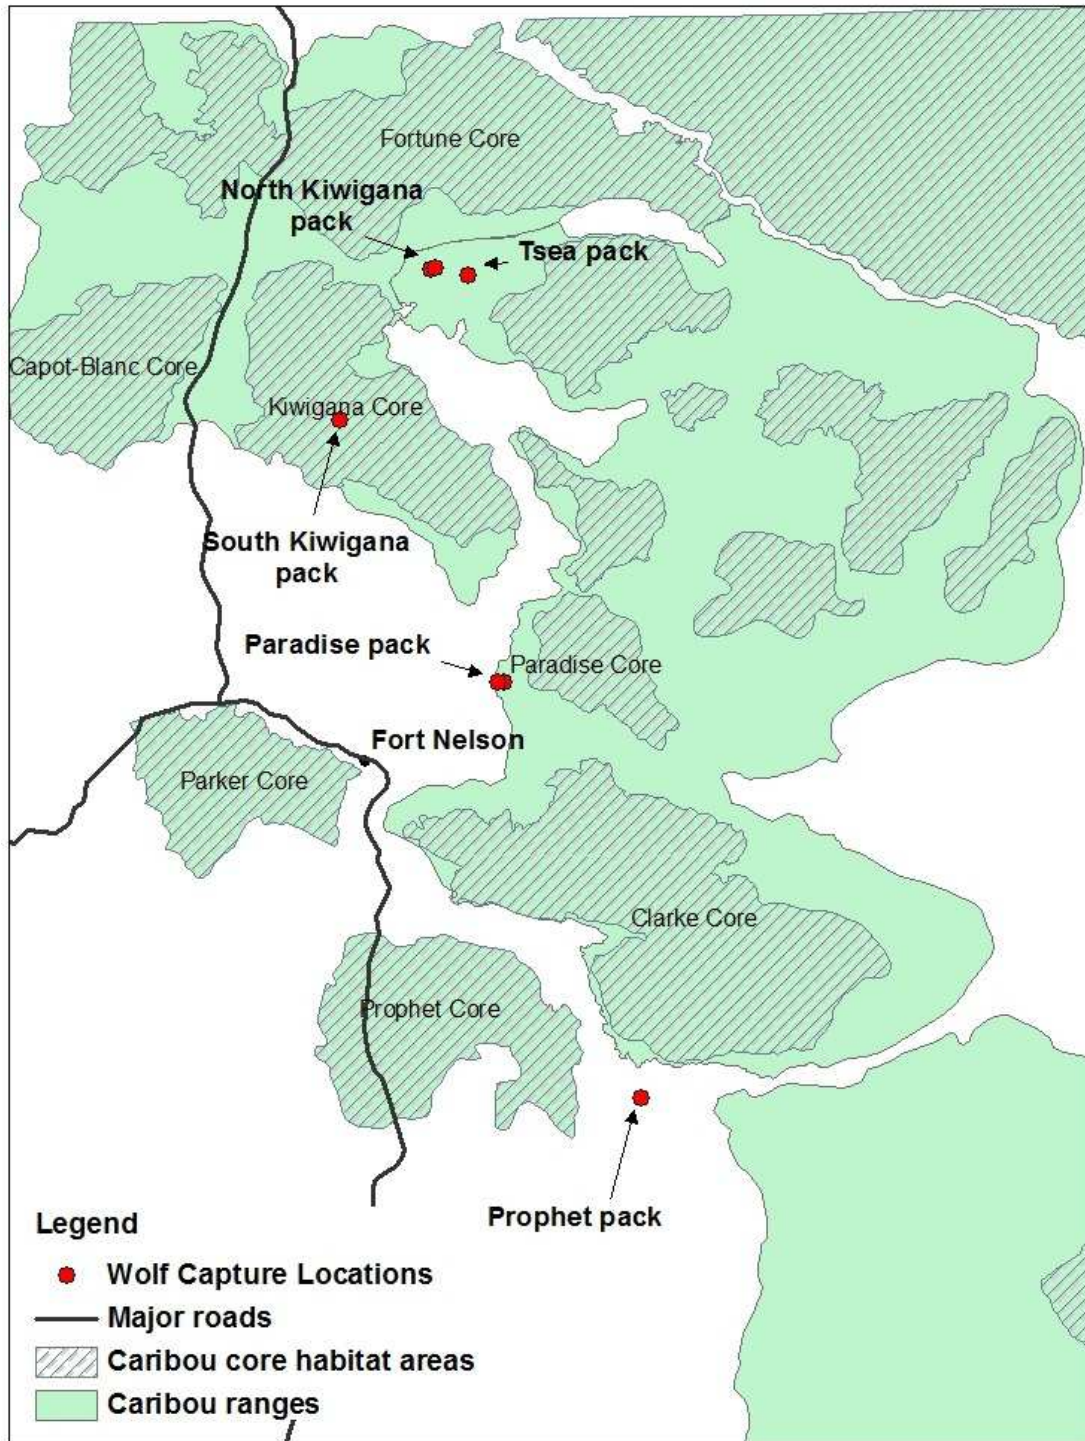 Fortune Core
North Kiwigana
pack
Tsea pack
Capot-Blanc Core
Kiwigana Core
South Kiwigana
pack
Paradise pack
Paradise Core
Fort Nelson
Parker Core
Clarke Core
Prophet Core
Prophet pack
Legend
Wolf Capture Locations
Major roads
Caribou core habitat areas
Caribou ranges